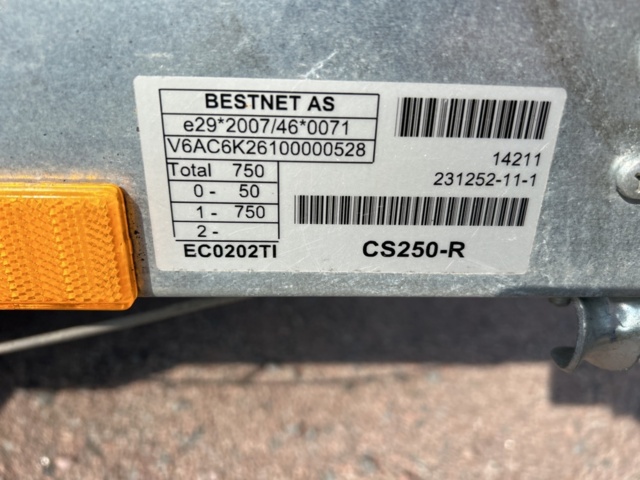 BESTNET AS
e29*2007/46*0071
V6AC6K26100000528
Total 750
0 - 50
1 - 750
2 -
EC0202TI
14211
231252-11-1
CS250-R